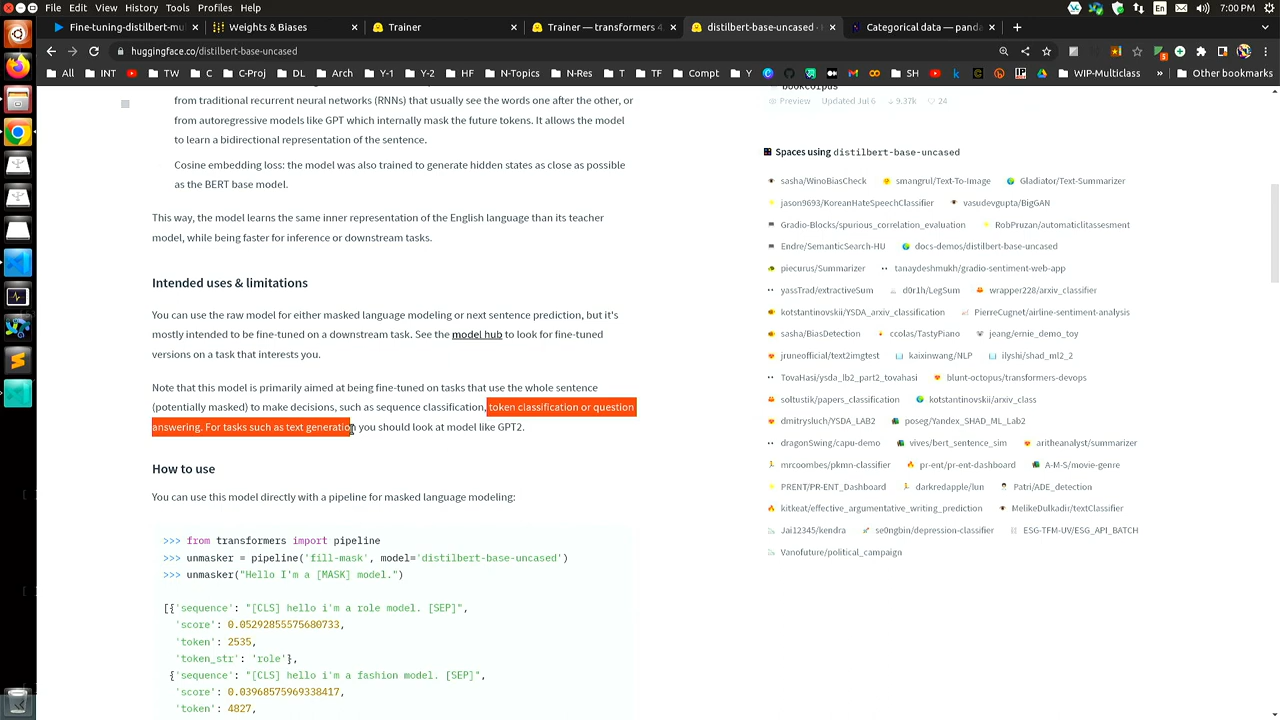 File Edit View History Bookmarks Tools Profiles Help
En
7:00
Fine-tuning-distilbert-mu
Weights & Biases
Trainer
Trainer — transformers 4.
distilbert-base-uncased ·
Categorical data — panda
huggingface.co/distilbert-base-uncased
All INT TW C C-Proj DL Arch Y-1 Y-2 HF N-Topics N-Res T TF Compt Y SH WIP-Multiclass » Other bookmarks
from traditional recurrent neural networks (RNNs) that usually see the words one after the other, or
from autoregressive models like GPT which internally mask the future tokens. It allows the model
to learn a bidirectional representation of the sentence.
Cosine embedding loss: the model was also trained to generate hidden states as close as possible
as the BERT base model.
This way, the model learns the same inner representation of the English language than its teacher
model, while being faster for inference or downstream tasks.
Intended uses & limitations
You can use the raw model for either masked language modeling or next sentence prediction, but it's
mostly intended to be fine-tuned on a downstream task. See the model hub to look for fine-tuned
versions on a task that interests you.
Note that this model is primarily aimed at being fine-tuned on tasks that use the whole sentence
(potentially masked) to make decisions, such as sequence classification, token classification or question
answering. For tasks such as text generation you should look at model like GPT2.
How to use
You can use this model directly with a pipeline for masked language modeling:
>>> from transformers import pipeline
>>> unmasker = pipeline('fill-mask', model='distilbert-base-uncased')
>>> unmasker("Hello I'm a [MASK] model.")
[{'sequence': "[CLS] hello i'm a role model. [SEP]",
'score': 0.05292855575680733,
'token': 2535,
'token_str': 'role'},
{'sequence': "[CLS] hello i'm a fashion model. [SEP]",
'score': 0.03968575969338417,
'token': 4827,
bookcorpus
Preview Updated Jul 6 9.37k 24
Spaces using distilbert-base-uncased
sasha/WinoBiasCheck smangrul/Text-To-Image Gladiator/Text-Summarizer
jason9693/KoreanHateSpeechClassifier vasudevgupta/BigGAN
Gradio-Blocks/spurious_correlation_evaluation RobPruzan/automaticlitassesment
Endre/SemanticSearch-HU docs-demos/distilbert-base-uncased
piecurus/Summarizer tanaydeshmukh/gradio-sentiment-web-app
yassTrad/extractiveSum d0r1h/LegSum wrapper228/arxiv_classifier
kotstantinovskii/YSDA_arxiv_classification PierreCugnet/airline-sentiment-analysis
sasha/BiasDetection ccolas/TastyPiano jeang/ernie_demo_toy
jruneofficial/text2imgtest kaixinwang/NLP ilyshi/shad_ml2_2
TovaHasi/ysda_lb2_part2_tovahasi blunt-octopus/transformers-devops
soltustik/papers_classification kotstantinovskii/arxiv_class
dmitrysluch/YSDA_LAB2 poseg/Yandex_SHAD_ML_Lab2
dragonSwing/capu-demo vives/bert_sentence_sim aritheanalyst/summarizer
mrcoombes/pkmn-classifier pr-ent/pr-ent-dashboard A-M-S/movie-genre
PRENT/PR-ENT_Dashboard darkredapple/lun Patri/ADE_detection
kitkeat/effective_argumentative_writing_prediction MelikeDulkadir/textClassifier
Jai12345/kendra se0ngbin/depression-classifier ESG-TFM-UV/ESG_API_BATCH
Vanofuture/political_campaign